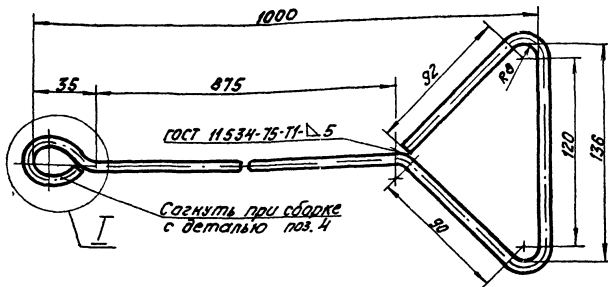 1000
35
875
92
R8
ГОСТ 11534-75-Т1-⊿5
120
136
90
Согнуть при сборке
с деталью поз. 4
I